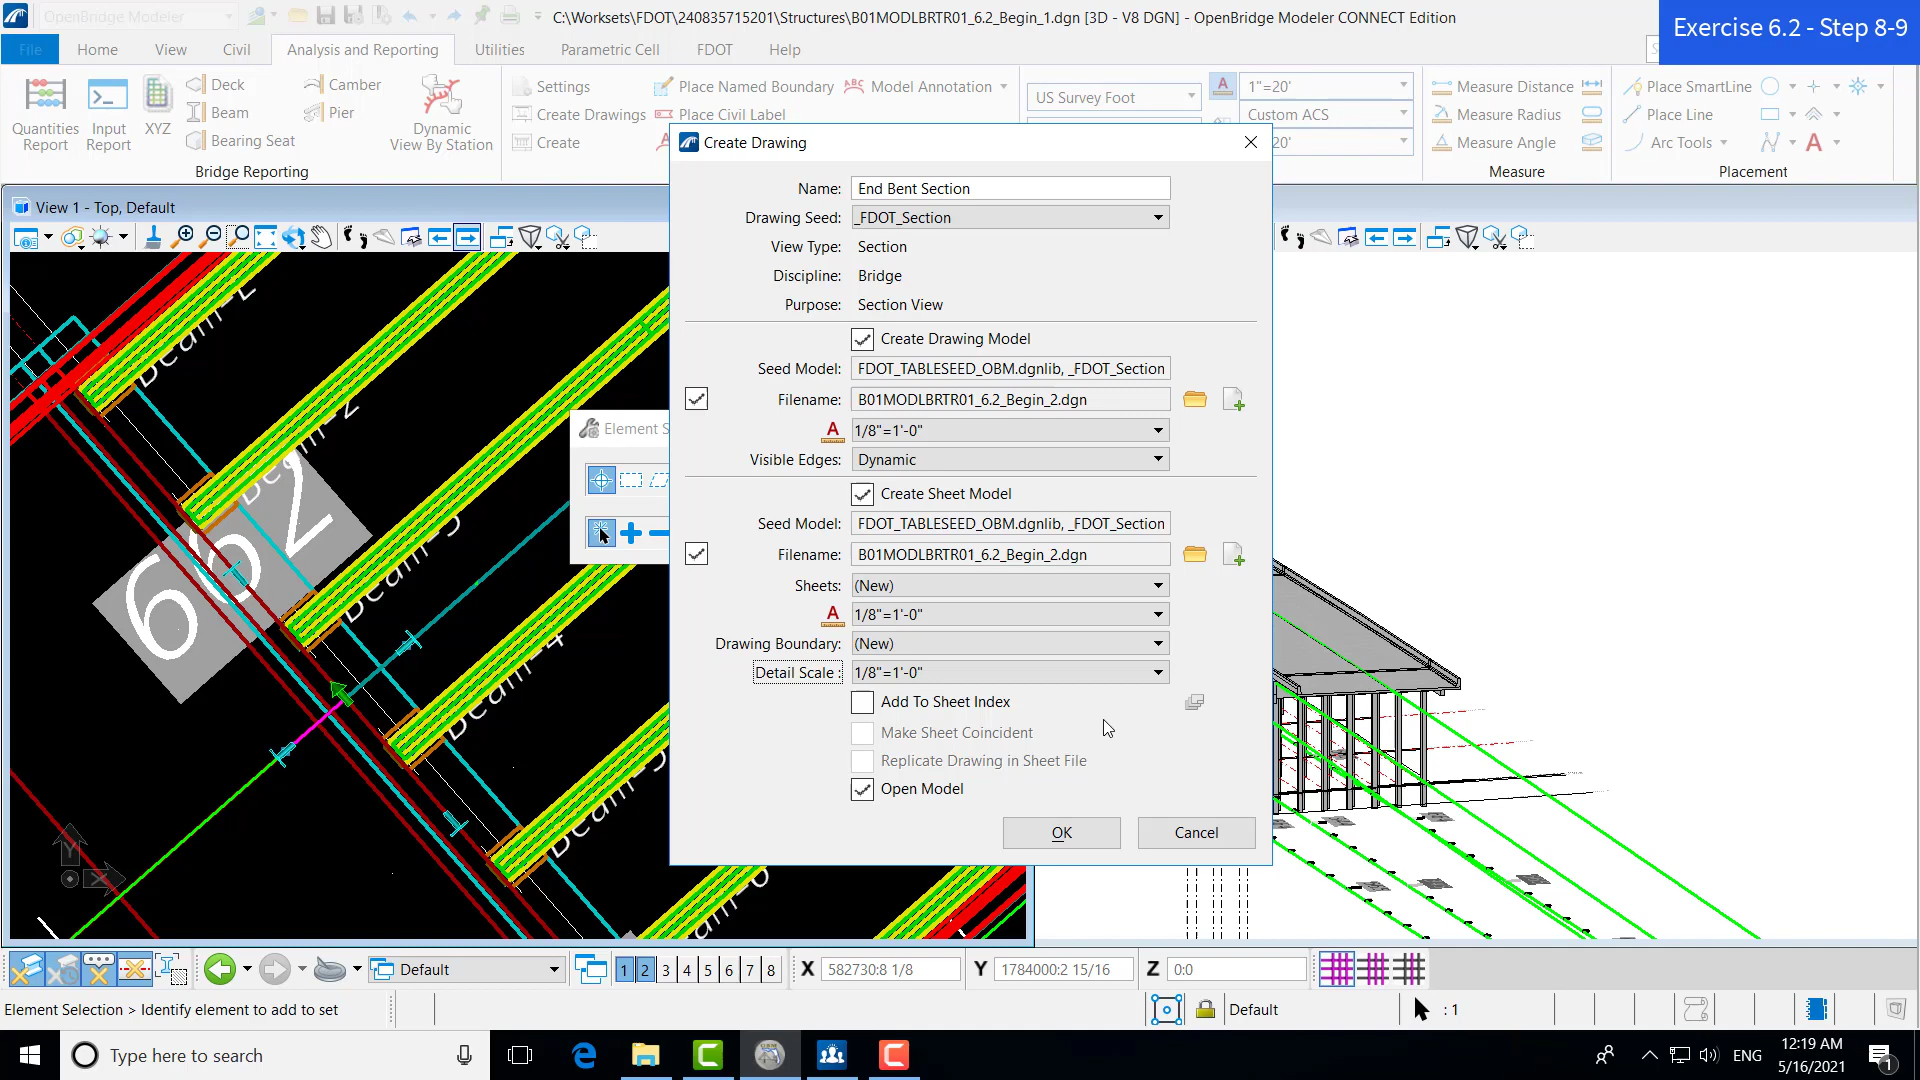 OpenBridge Modeler
C:\Worksets\FDOT\240835715201\Structures\B01MODLBRTR01_6.2_Begin_1.dgn [3D - V8 DGN] - OpenBridge Modeler CONNECT Edition
Exercise 6.2 - Step 8-9
File
Home
View
Civil
Analysis and Reporting
Utilities
Parametric Cell
FDOT
Help
Quantities Report
Input Report
XYZ
Deck
Beam
Bearing Seat
Camber
Pier
Dynamic View By Station
Bridge Reporting
Settings
Create Drawings
Create
Place Named Boundary
Place Civil Label
Model Annotation
US Survey Foot
1"=20'
Custom ACS
20'
Measure Distance
Measure Radius
Measure Angle
Measure
Place SmartLine
Place Line
Arc Tools
Placement
View 1 - Top, Default
Create Drawing
Name: End Bent Section
Drawing Seed: _FDOT_Section
View Type: Section
Discipline: Bridge
Purpose: Section View
Create Drawing Model
Seed Model: FDOT_TABLESEED_OBM.dgnlib, _FDOT_Section
Filename: B01MODLBRTR01_6.2_Begin_2.dgn
A 1/8"=1'-0"
Visible Edges: Dynamic
Create Sheet Model
Seed Model: FDOT_TABLESEED_OBM.dgnlib, _FDOT_Section
Filename: B01MODLBRTR01_6.2_Begin_2.dgn
Sheets: (New)
A 1/8"=1'-0"
Drawing Boundary: (New)
Detail Scale : 1/8"=1'-0"
Add To Sheet Index
Make Sheet Coincident
Replicate Drawing in Sheet File
Open Model
OK
Cancel
Element S
Beam-2
Beam-3
Beam-4
662
Y
X
Default
1 2 3 4 5 6 7 8
X 582730:8 1/8
Y 1784000:2 15/16
Z 0:0
Element Selection > Identify element to add to set
Default
: 1
Type here to search
ENG
12:19 AM
5/16/2021
1